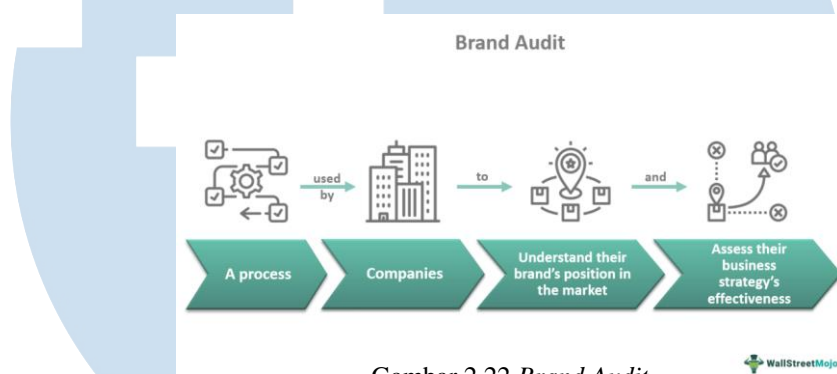 Brand Audit
used
by
to
and
A process
Companies
Understand their
brand's position in
the market
Assess their
business
strategy's
effectiveness
WallStreetMojo
Gambar 2.22 Brand Audit